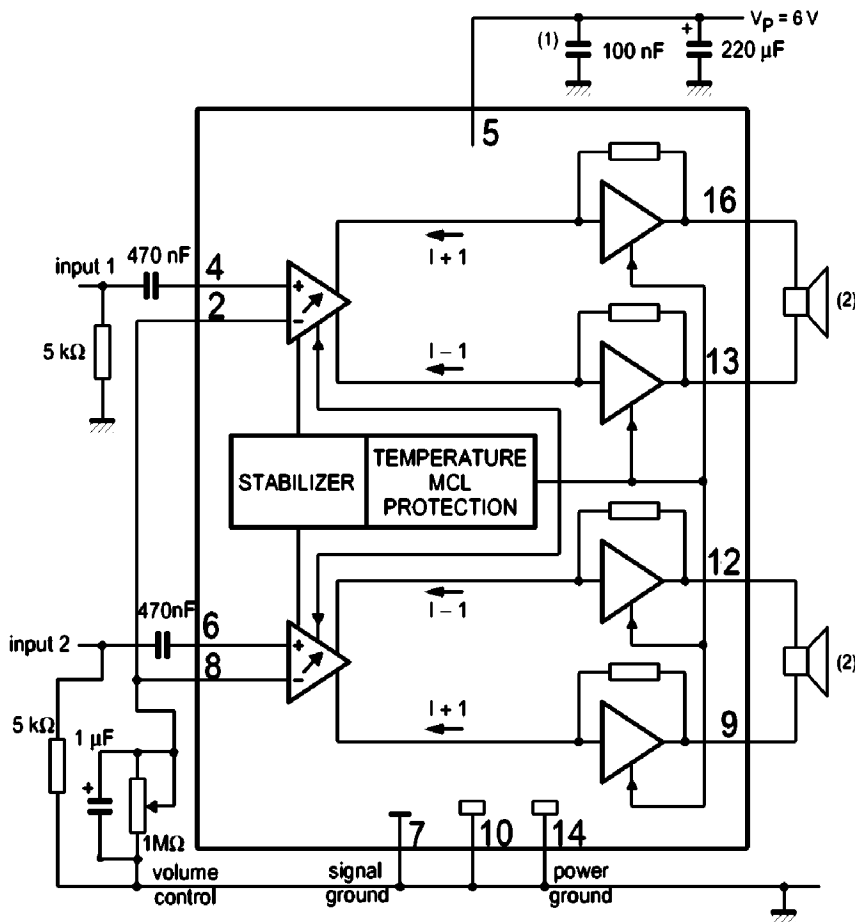 V_P = 6 V
(1)
100 nF
+
220 µF
5
16
470 nF
input 1
4
+
I + 1
2
−
(2)
5 kΩ
I − 1
13
STABILIZER
TEMPERATURE
MCL
PROTECTION
12
470nF
6
I − 1
input 2
+
8
−
(2)
5 kΩ
1 µF
I + 1
9
+
1MΩ
7
10
14
volume
control
signal
ground
power
ground